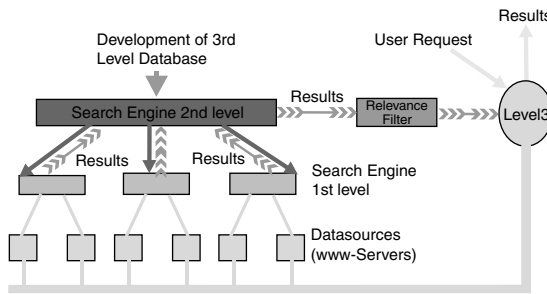 Results
Development of 3rd
Level Database
User Request
Search Engine 2nd level
Results
Relevance
Filter
Level3
Results
Results
Search Engine
1st level
Datasources
(www-Servers)